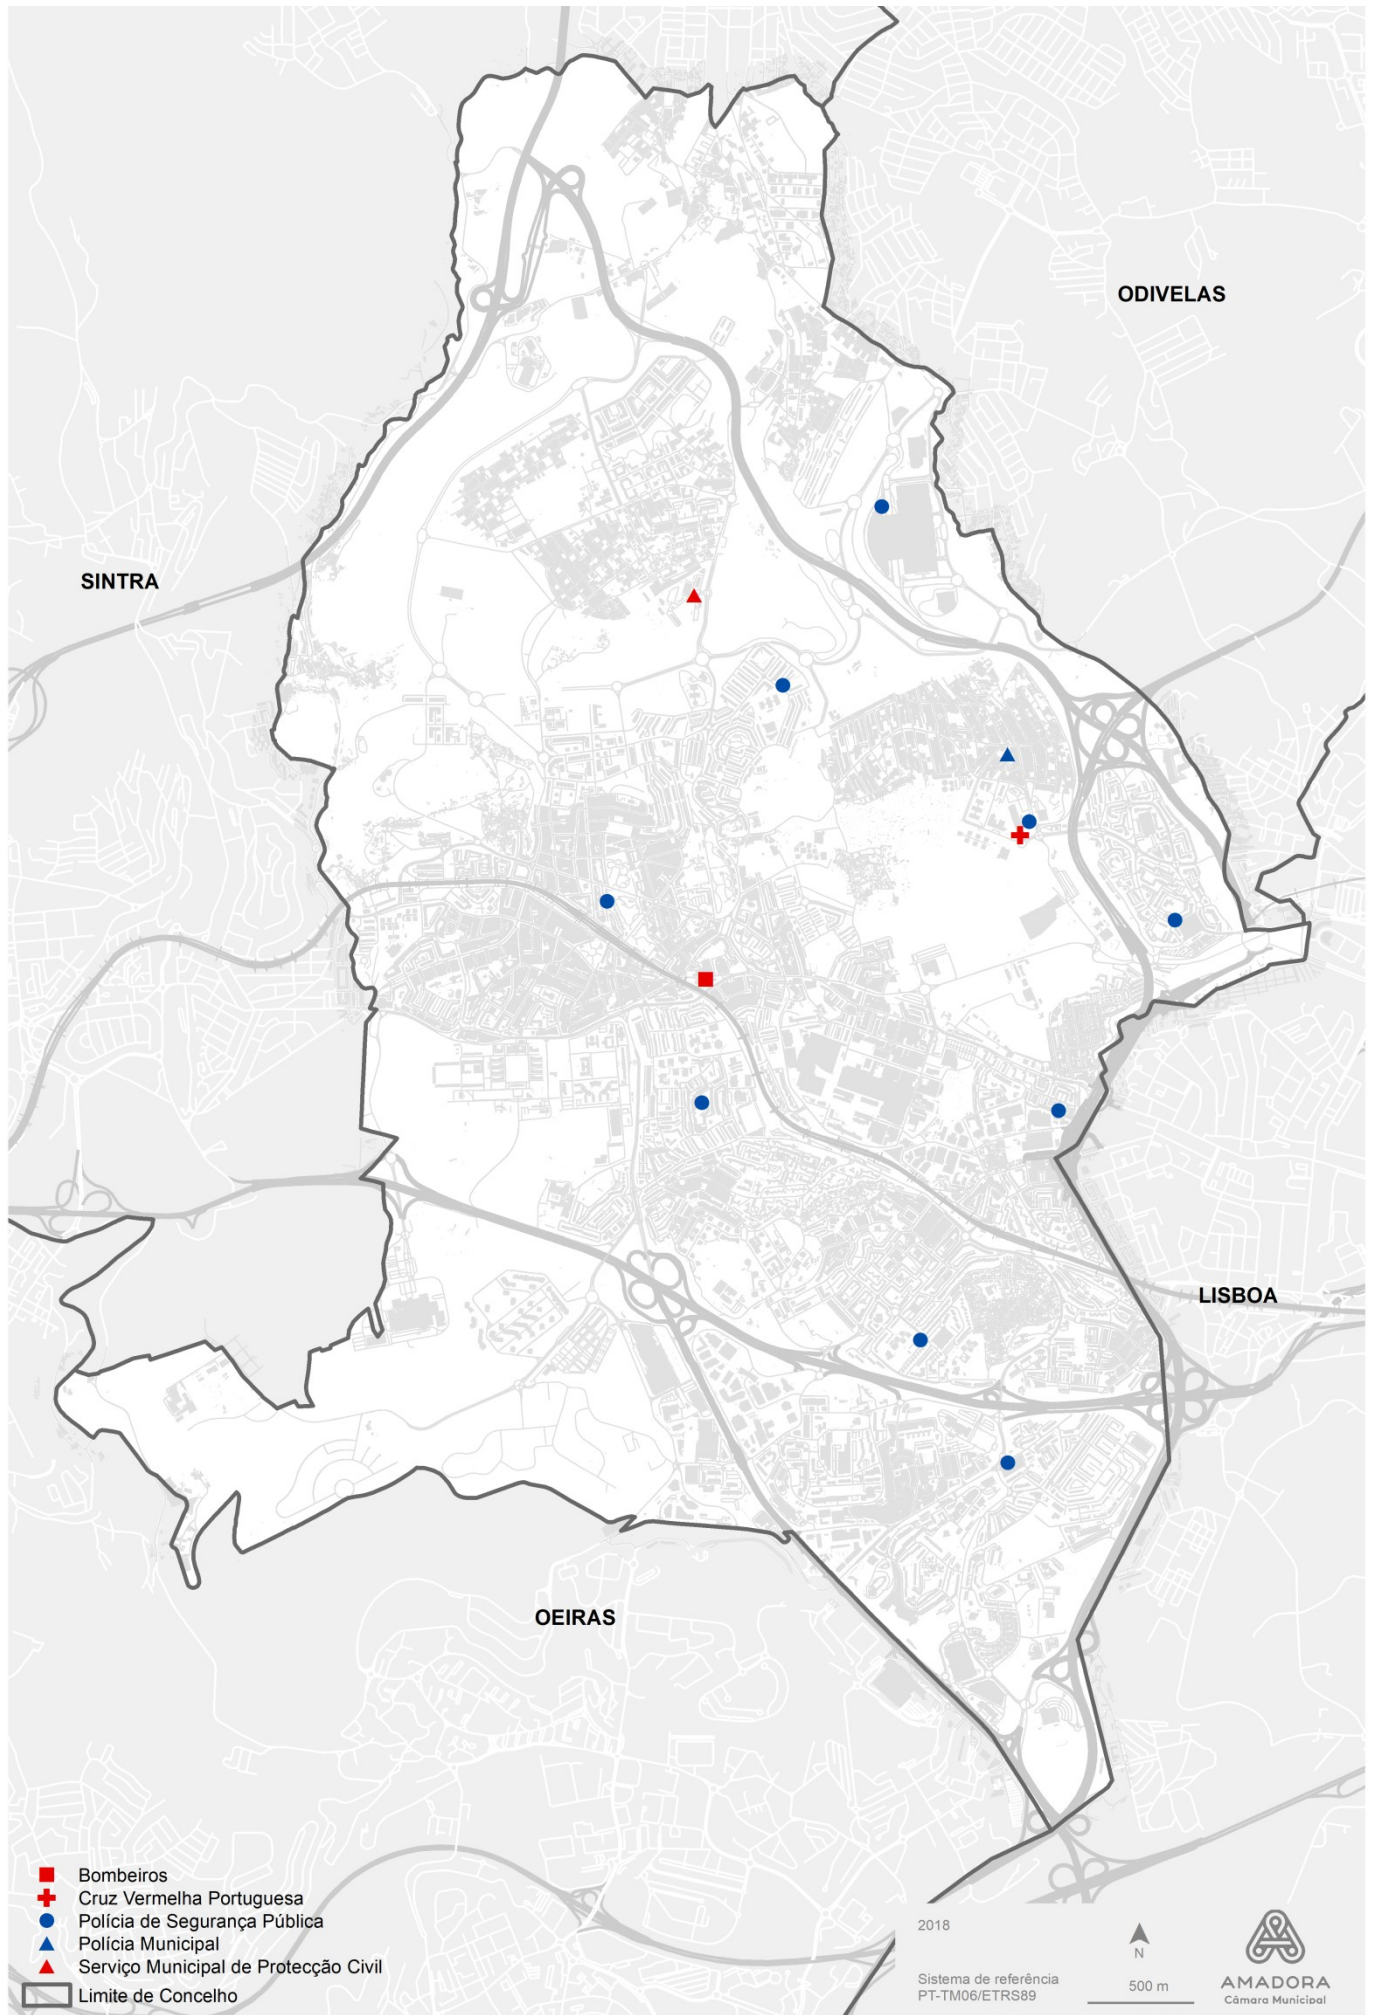 ODIVELAS
SINTRA
LISBOA
OEIRAS
Bombeiros
Cruz Vermelha Portuguesa
Polícia de Segurança Pública
Polícia Municipal
Serviço Municipal de Protecção Civil
Limite de Concelho
2018
N
Sistema de referência
PT-TM06/ETRS89
500 m
AMADORA
Câmara Municipal